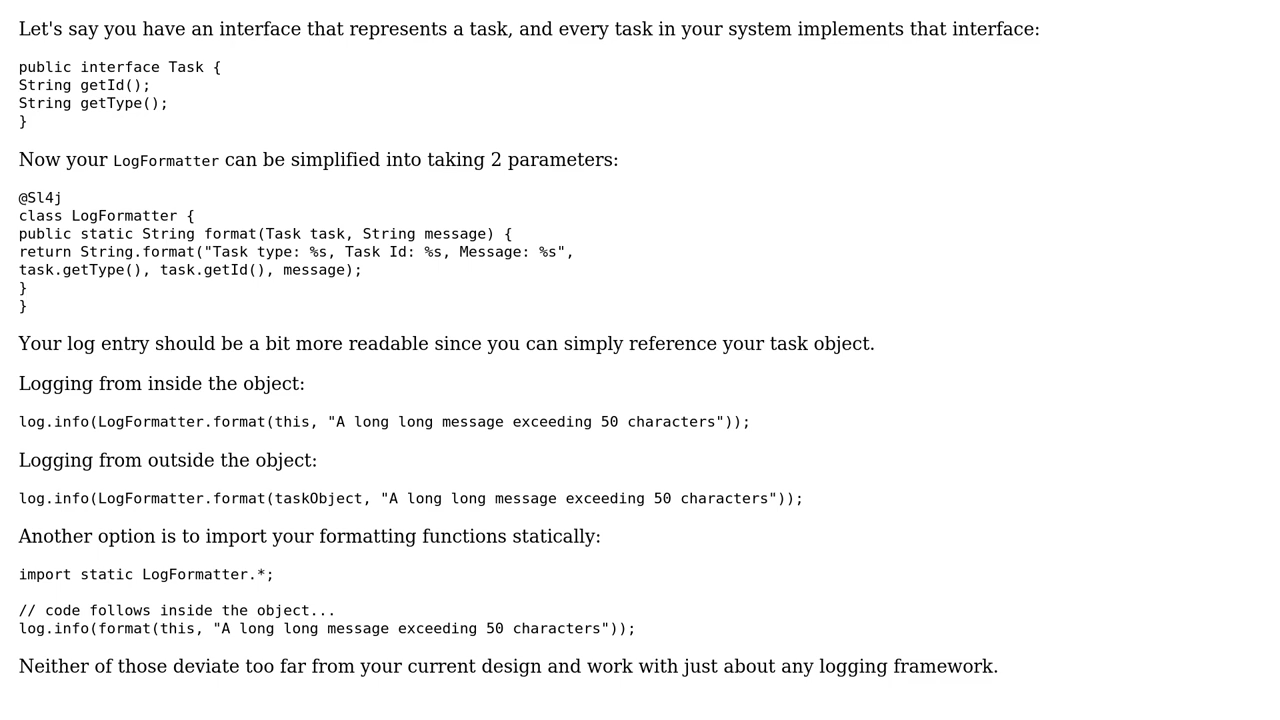 Let's say you have an interface that represents a task, and every task in your system implements that interface:
public interface Task {
String getId();
String getType();
}
Now your LogFormatter can be simplified into taking 2 parameters:
@Sl4j
class LogFormatter {
public static String format(Task task, String message) {
return String.format("Task type: %s, Task Id: %s, Message: %s",
task.getType(), task.getId(), message);
}
}
Your log entry should be a bit more readable since you can simply reference your task object.
Logging from inside the object:
log.info(LogFormatter.format(this, "A long long message exceeding 50 characters"));
Logging from outside the object:
log.info(LogFormatter.format(taskObject, "A long long message exceeding 50 characters"));
Another option is to import your formatting functions statically:
import static LogFormatter.*;
// code follows inside the object...
log.info(format(this, "A long long message exceeding 50 characters"));
Neither of those deviate too far from your current design and work with just about any logging framework.